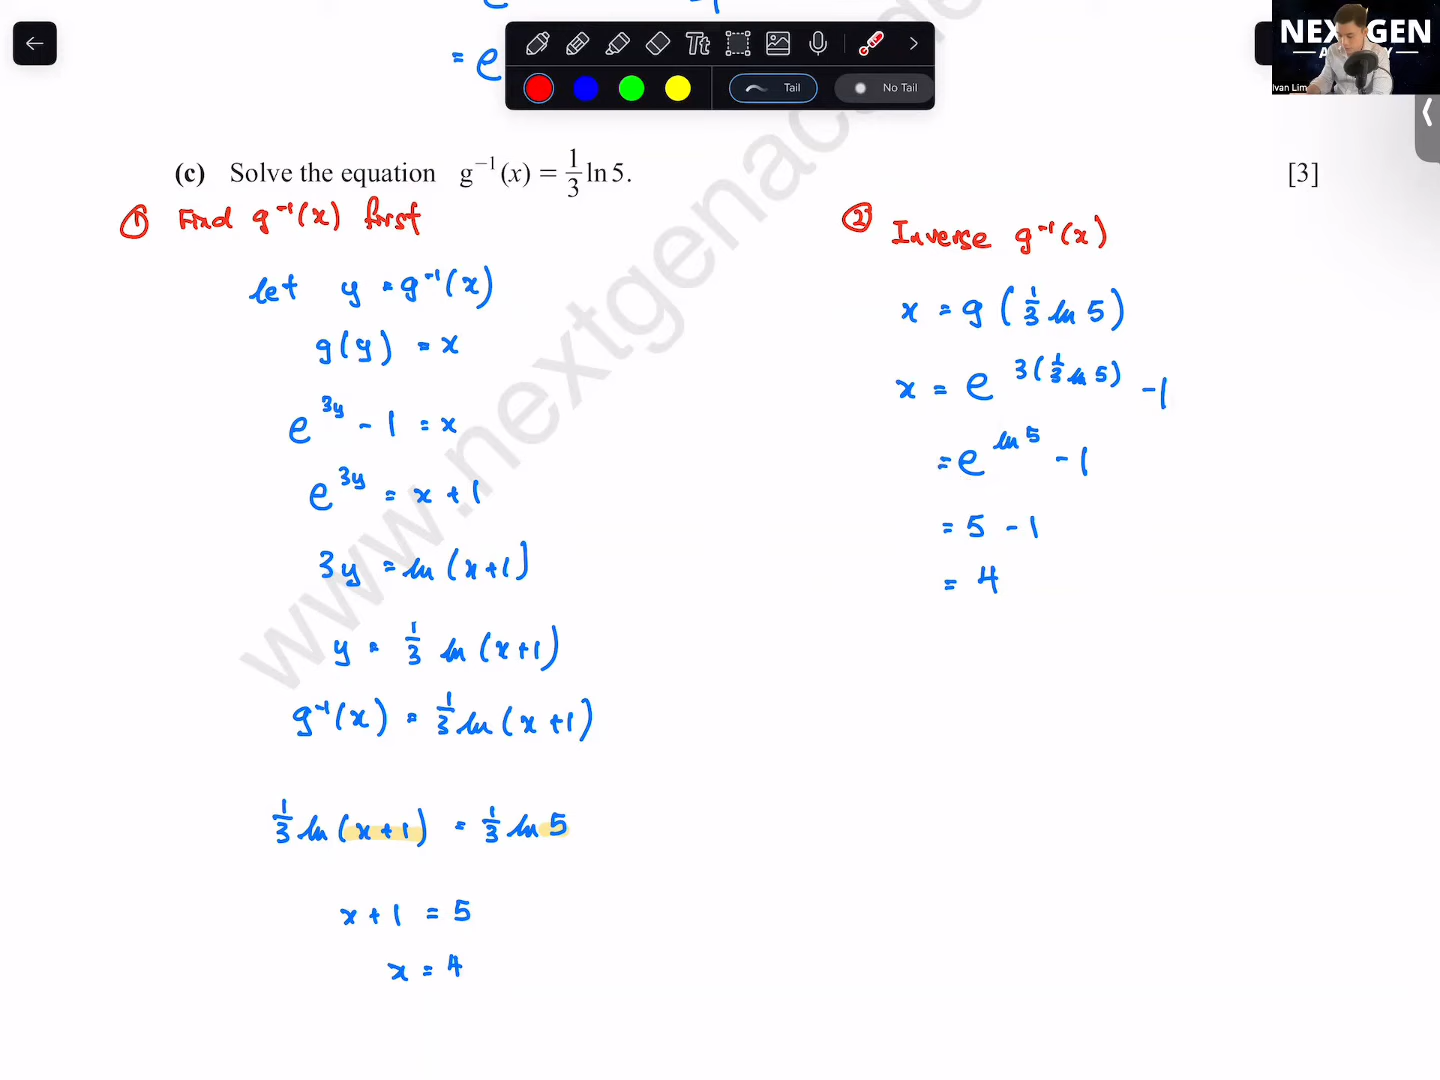 = e
Tt
Tail
No Tail
NEXTGEN
Ivan Lim
(c) Solve the equation g⁻¹(x) = 1/3 ln 5. [3]
① Find g⁻¹(x) first
let y = g⁻¹(x)
g(y) = x
e^3y - 1 = x
e^3y = x + 1
3y = ln (x+1)
y = 1/3 ln (x+1)
g⁻¹(x) = 1/3 ln (x+1)
1/3 ln (x+1) = 1/3 ln 5
x + 1 = 5
x = 4
② Inverse g⁻¹(x)
x = g (1/3 ln 5)
x = e^3(1/3 ln 5) - 1
= e^ln 5 - 1
= 5 - 1
= 4